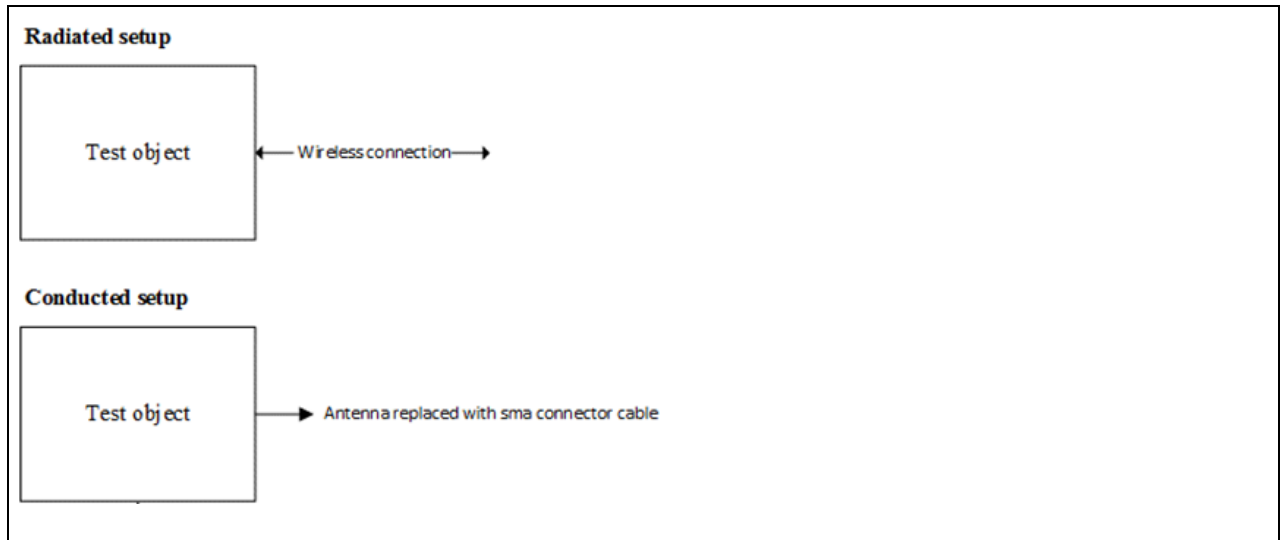 Radiated setup
Test object
Wireless connection
Conducted setup
Test object
Antenna replaced with sma connector cable